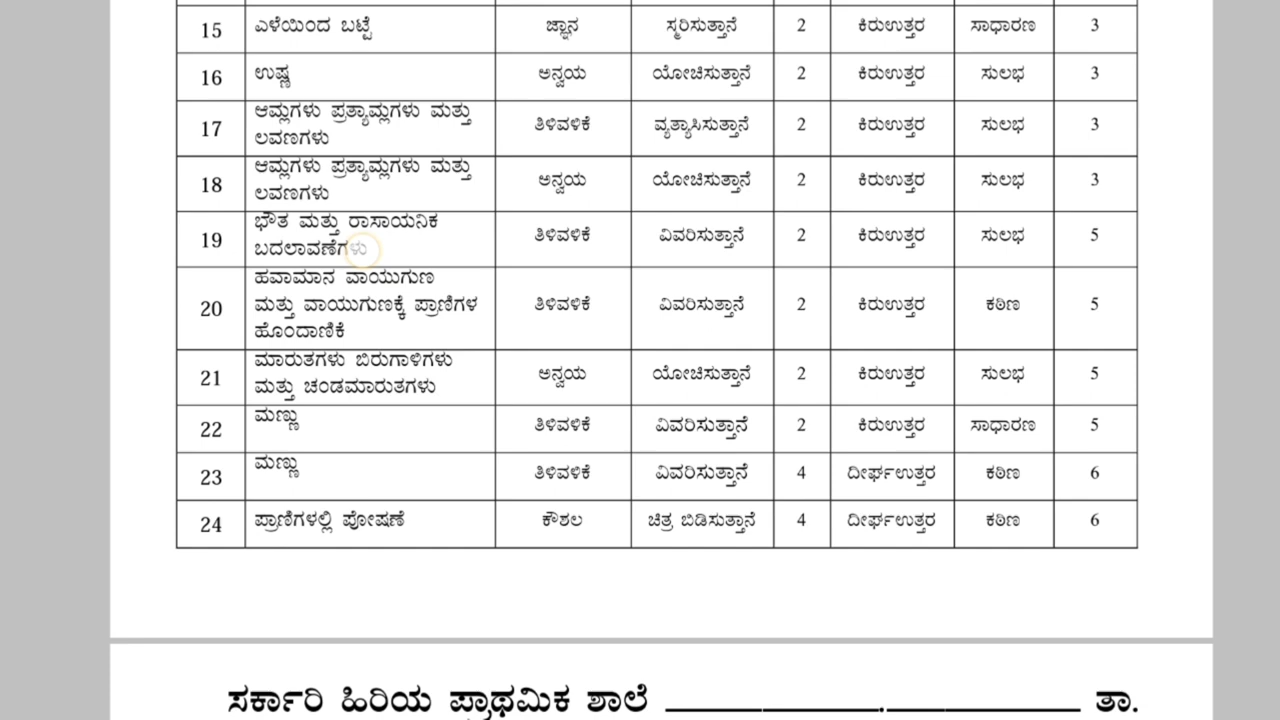 15 ಎಳೆಯಿಂದ ಬಟ್ಟೆ ಜ್ಞಾನ ಸ್ಮರಿಸುತ್ತಾನೆ 2 ಕಿರುಉತ್ತರ ಸಾಧಾರಣ 3
16 ಉಷ್ಣ ಅನ್ವಯ ಯೋಚಿಸುತ್ತಾನೆ 2 ಕಿರುಉತ್ತರ ಸುಲಭ 3
17 ಆಮ್ಲಗಳು ಪ್ರತ್ಯಾಮ್ಲಗಳು ಮತ್ತು
ಲವಣಗಳು ತಿಳಿವಳಿಕೆ ವ್ಯತ್ಯಾಸಿಸುತ್ತಾನೆ 2 ಕಿರುಉತ್ತರ ಸುಲಭ 3
18 ಆಮ್ಲಗಳು ಪ್ರತ್ಯಾಮ್ಲಗಳು ಮತ್ತು
ಲವಣಗಳು ಅನ್ವಯ ಯೋಚಿಸುತ್ತಾನೆ 2 ಕಿರುಉತ್ತರ ಸುಲಭ 3
19 ಭೌತ ಮತ್ತು ರಾಸಾಯನಿಕ
ಬದಲಾವಣೆಗಳು ತಿಳಿವಳಿಕೆ ವಿವರಿಸುತ್ತಾನೆ 2 ಕಿರುಉತ್ತರ ಸುಲಭ 5
20 ಹವಾಮಾನ ವಾಯುಗುಣ
ಮತ್ತು ವಾಯುಗುಣಕ್ಕೆ ಪ್ರಾಣಿಗಳ
ಹೊಂದಾಣಿಕೆ ತಿಳಿವಳಿಕೆ ವಿವರಿಸುತ್ತಾನೆ 2 ಕಿರುಉತ್ತರ ಕಠಿಣ 5
21 ಮಾರುತಗಳು ಬಿರುಗಾಳಿಗಳು
ಮತ್ತು ಚಂಡಮಾರುತಗಳು ಅನ್ವಯ ಯೋಚಿಸುತ್ತಾನೆ 2 ಕಿರುಉತ್ತರ ಸುಲಭ 5
22 ಮಣ್ಣು ತಿಳಿವಳಿಕೆ ವಿವರಿಸುತ್ತಾನೆ 2 ಕಿರುಉತ್ತರ ಸಾಧಾರಣ 5
23 ಮಣ್ಣು ತಿಳಿವಳಿಕೆ ವಿವರಿಸುತ್ತಾನೆ 4 ದೀರ್ಘಉತ್ತರ ಕಠಿಣ 6
24 ಪ್ರಾಣಿಗಳಲ್ಲಿ ಪೋಷಣೆ ಕೌಶಲ ಚಿತ್ರ ಬಿಡಿಸುತ್ತಾನೆ 4 ದೀರ್ಘಉತ್ತರ ಕಠಿಣ 6
ಸರ್ಕಾರಿ ಹಿರಿಯ ಪ್ರಾಥಮಿಕ ಶಾಲೆ ____________.___________ ತಾ.